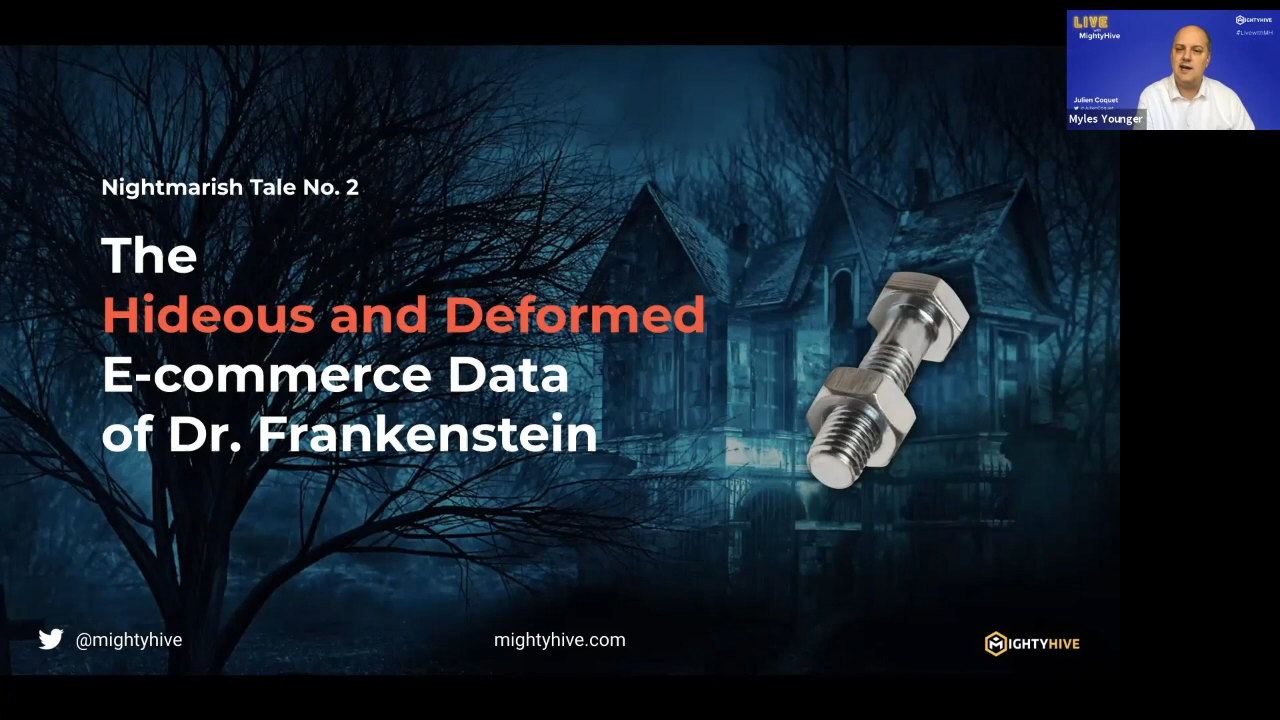 LIVE
with
MightyHive
MIGHTYHIVE
#LivewithMH
Julien Coquet
Myles Younger
Nightmarish Tale No. 2
The
Hideous and Deformed
E-commerce Data
of Dr. Frankenstein
@mightyhive
mightyhive.com
MIGHTYHIVE